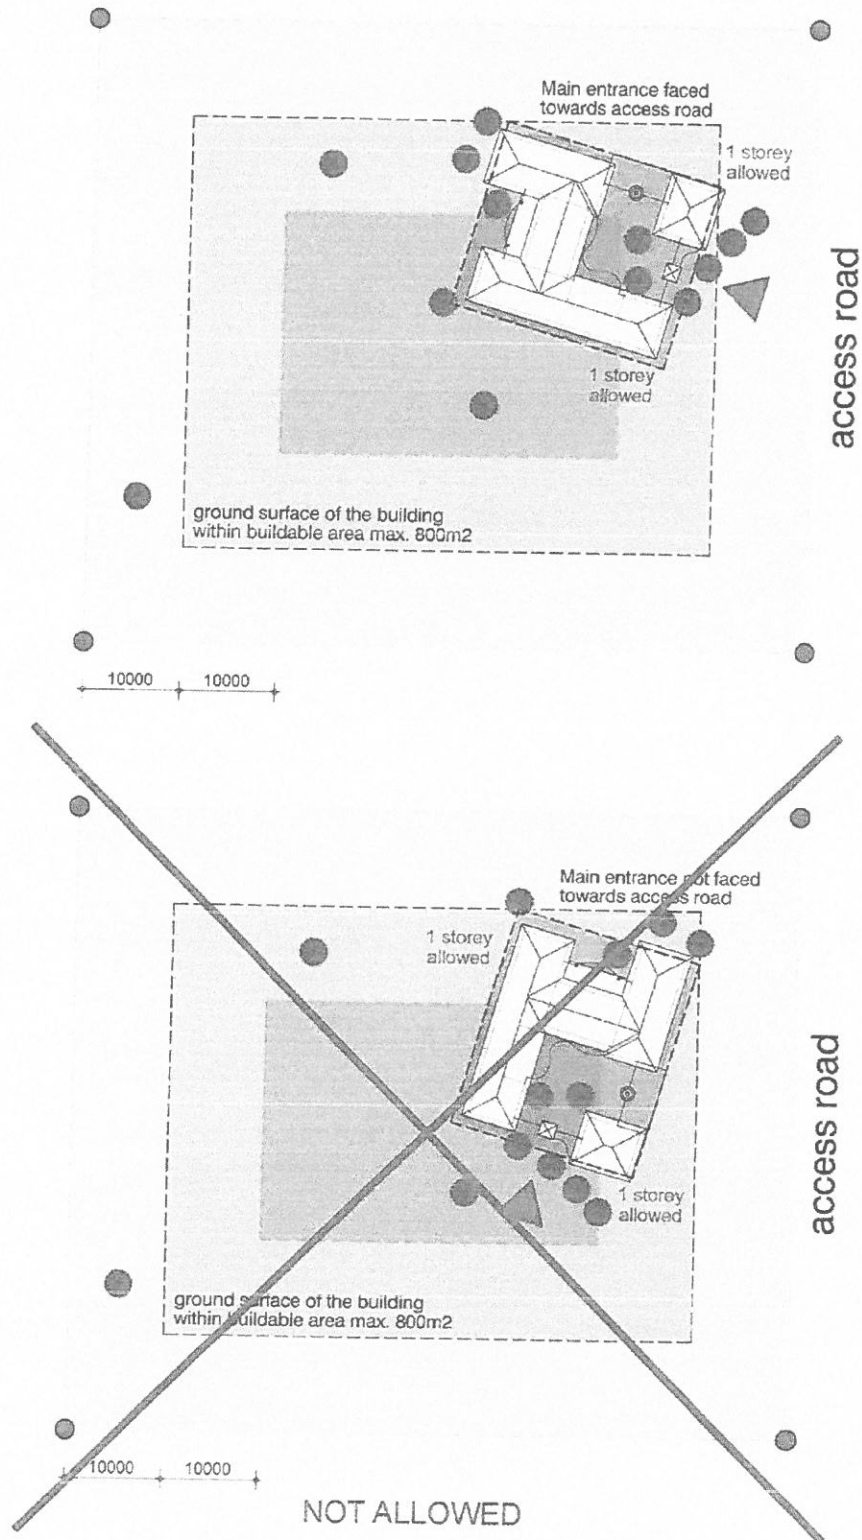 Main entrance faced
towards access road
1 storey
allowed
access road
1 storey
allowed
ground surface of the building
within buildable area max. 800m2
10000 10000
Main entrance not faced
towards access road
1 storey
allowed
access road
1 storey
allowed
ground surface of the building
within buildable area max. 800m2
10000 10000
NOT ALLOWED